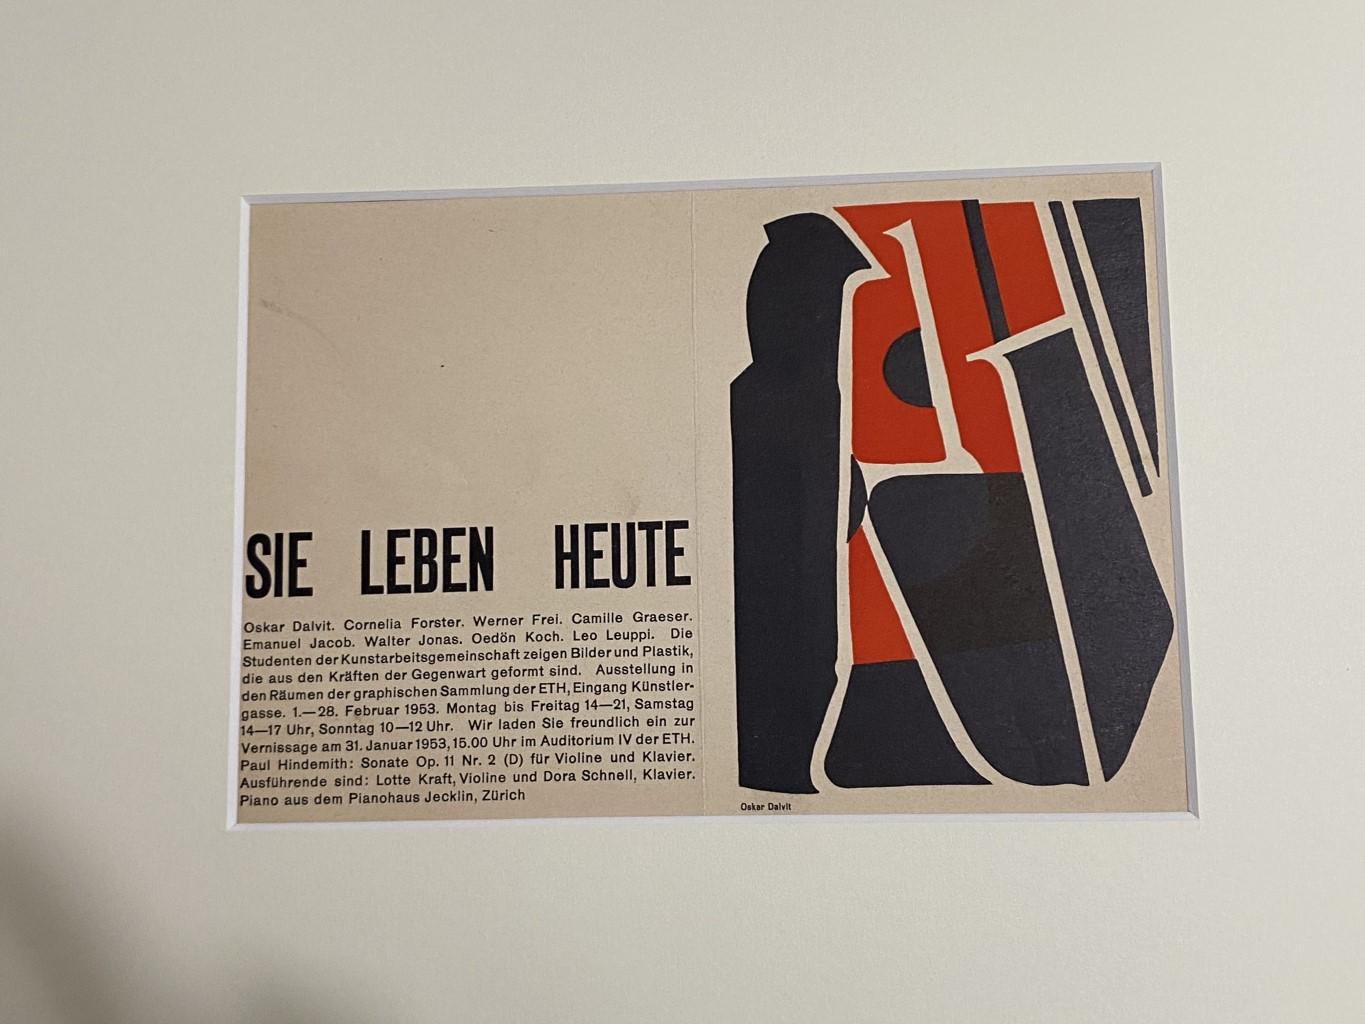 SIE LEBEN HEUTE
Oskar Dalvit. Cornelia Forster. Werner Frei. Camille Graeser.
Emanuel Jacob. Walter Jonas. Oedön Koch. Leo Leuppi. Die
Studenten der Kunstarbeitsgemeinschaft zeigen Bilder und Plastik,
die aus den Kräften der Gegenwart geformt sind. Ausstellung in
den Räumen der graphischen Sammlung der ETH, Eingang Künstler-
gasse. 1.—28. Februar 1953. Montag bis Freitag 14—21, Samstag
14—17 Uhr, Sonntag 10—12 Uhr. Wir laden Sie freundlich ein zur
Vernissage am 31. Januar 1953, 15.00 Uhr im Auditorium IV der ETH.
Paul Hindemith: Sonate Op. 11 Nr. 2 (D) für Violine und Klavier.
Ausführende sind: Lotte Kraft, Violine und Dora Schnell, Klavier.
Piano aus dem Pianohaus Jecklin, Zürich
Oskar Dalvit